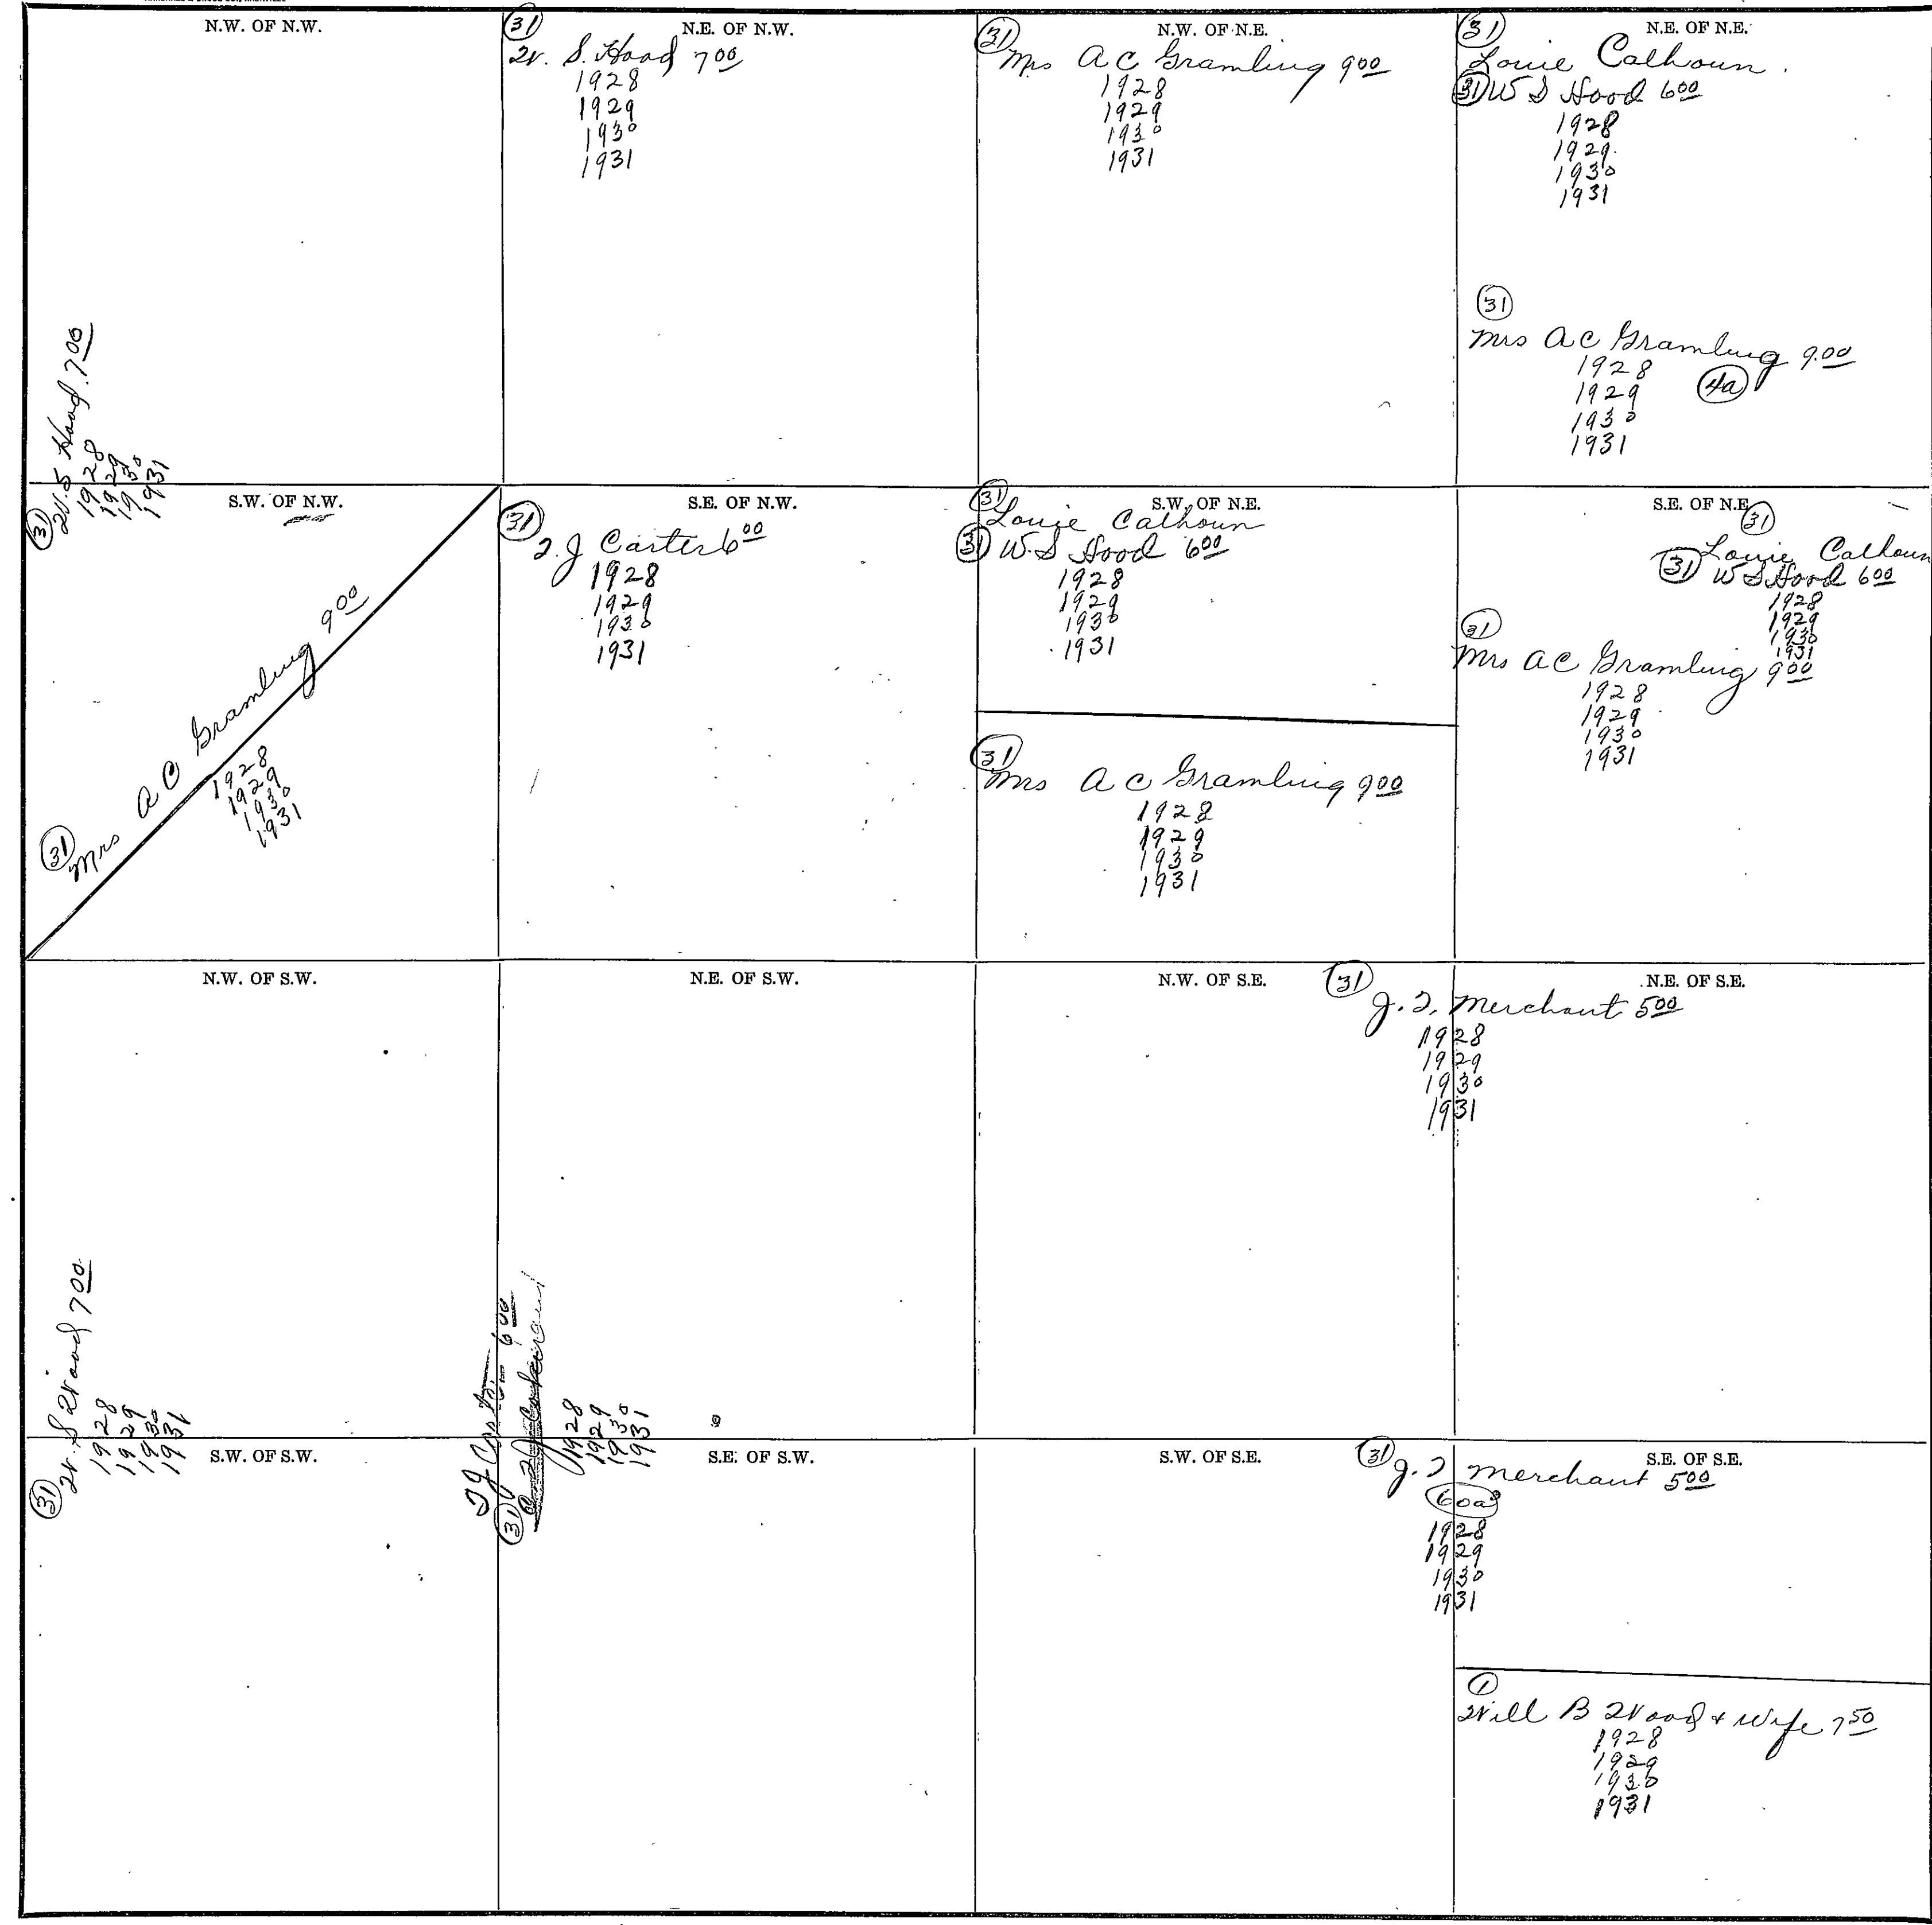 N.W. OF N.W.
31
W. S Hood 7 00
1928
1929
1930
1931
N.E. OF N.W.
31
W. S. Hood 7 00
1928
1929
1930
1931
N.W. OF N.E.
31
Mrs A C Gramling 9 00
1928
1929
1930
1931
N.E. OF N.E.
31
Louie Calhoun
31 W S Hood 6 00
1928
1929
1930
1931
31
Mrs A C Gramling 9.00
4a
1928
1929
1930
1931
S.W. OF N.W.
31
Mrs A C Gramling 9 00
1928
1929
1930
1931
S.E. OF N.W.
31
T. J Carter 6 00
1928
1929
1930
1931
S.W. OF N.E.
31
Louie Calhoun
31 W. S Hood 6 00
1928
1929
1930
1931
31
Mrs A C Gramling 9 00
1928
1929
1930
1931
S.E. OF N.E.
31
Louie Calhoun
31 W S Hood 6 00
1928
1929
1930
1931
31
Mrs A C Gramling 9 00
1928
1929
1930
1931
N.W. OF S.W.
31
W. S Wood 7 00
1928
1929
1930
1931
N.E. OF S.W.
T J Carter 6 00
31
1928
1929
1930
1931
N.W. OF S.E.
N.E. OF S.E.
31
J. T. Merchant 5 00
1928
1929
1930
1931
S.W. OF S.W.
S.E. OF S.W.
S.W. OF S.E.
S.E. OF S.E.
31
J. T Merchant 5 00
60a
1928
1929
1930
1931
1
Will B Wood + Wife 7 50
1928
1929
1930
1931